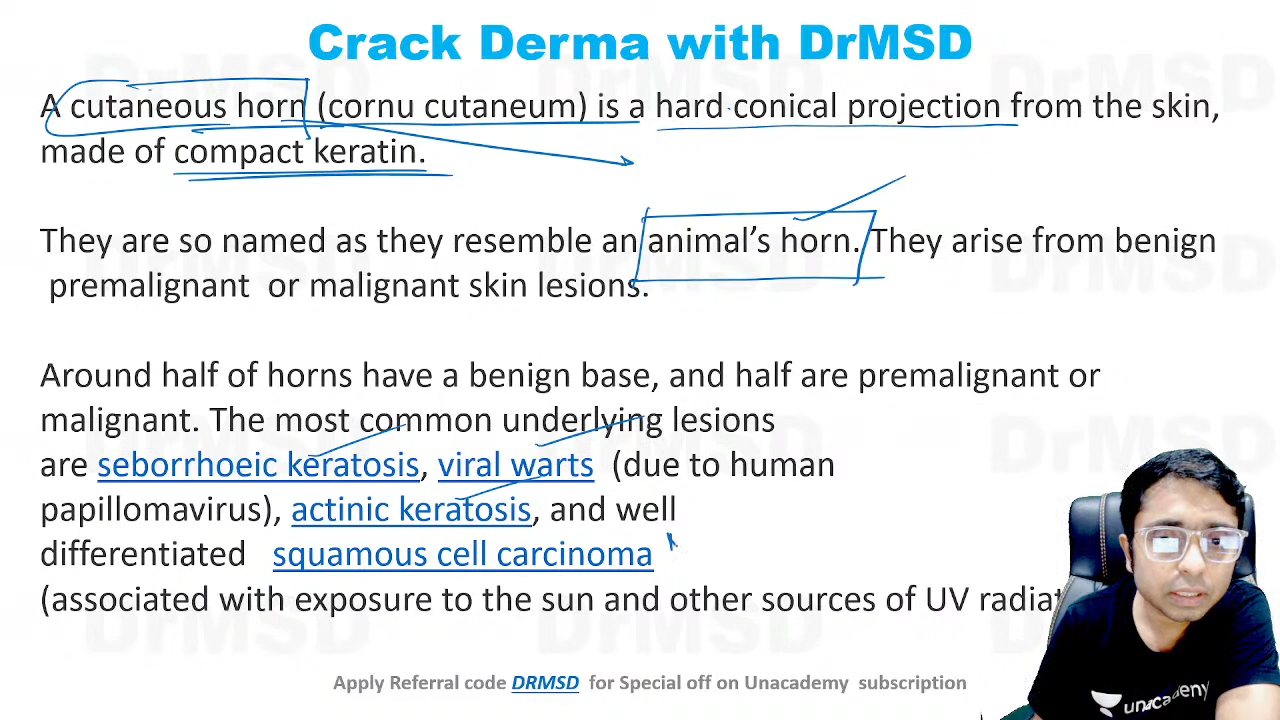 Crack Derma with DrMSD
A cutaneous horn (cornu cutaneum) is a hard conical projection from the skin,
made of compact keratin.
They are so named as they resemble an animal's horn. They arise from benign
premalignant or malignant skin lesions.
Around half of horns have a benign base, and half are premalignant or
malignant. The most common underlying lesions
are seborrhoeic keratosis, viral warts (due to human
papillomavirus), actinic keratosis, and well
differentiated squamous cell carcinoma
(associated with exposure to the sun and other sources of UV radiat
Apply Referral code DRMSD for Special off on Unacademy subscription
unacademy